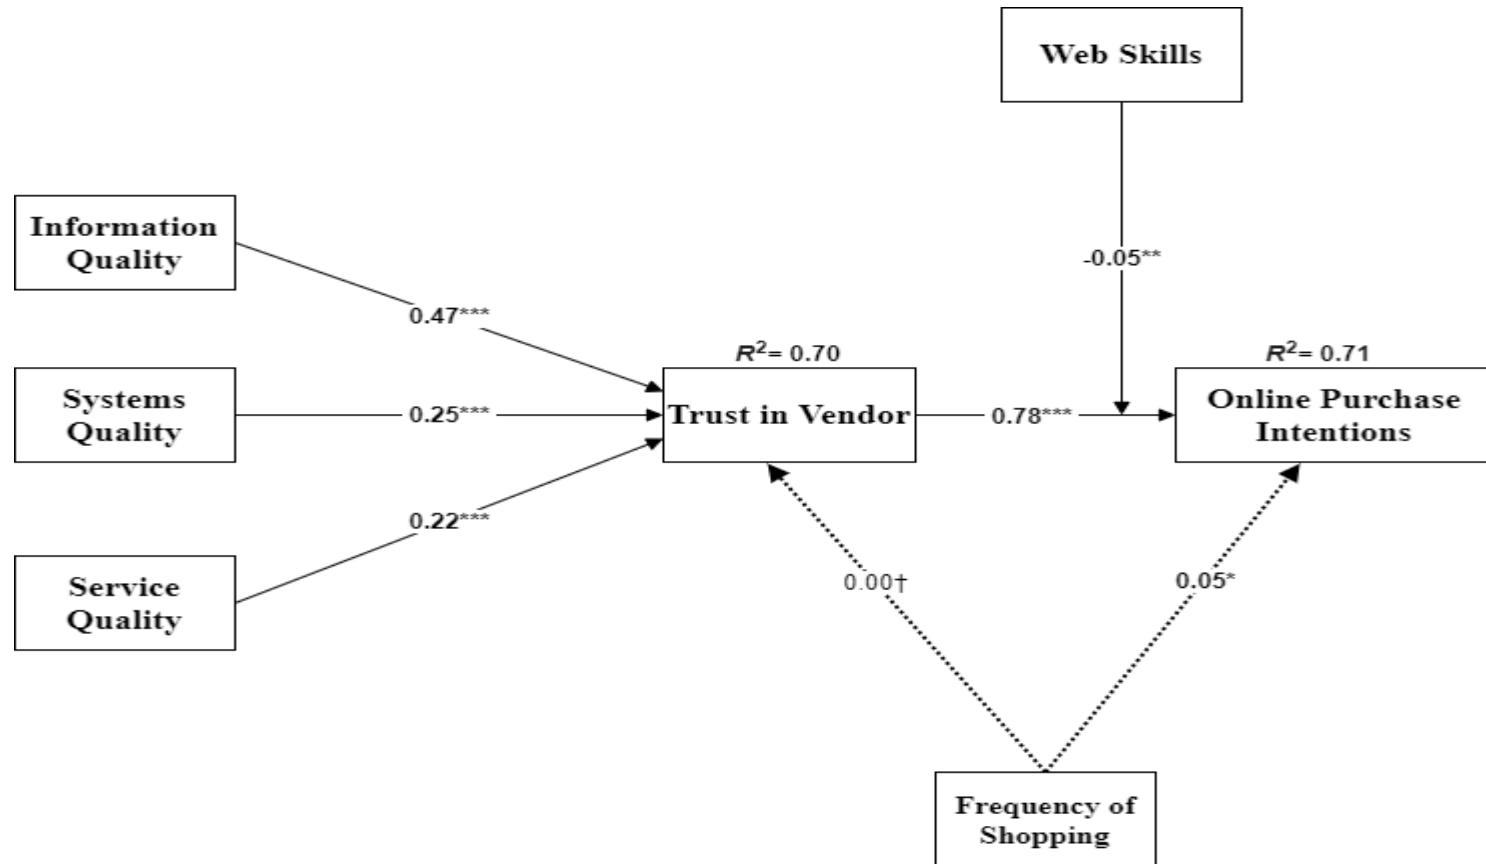 Web Skills
Information
Quality
-0.05**
0.47***
R2= 0.70
R2= 0.71
Systems
Quality
0.25***
Trust in Vendor
0.78***
Online Purchase
Intentions
0.22***
Service
Quality
0.00†
0.05*
Frequency of
Shopping